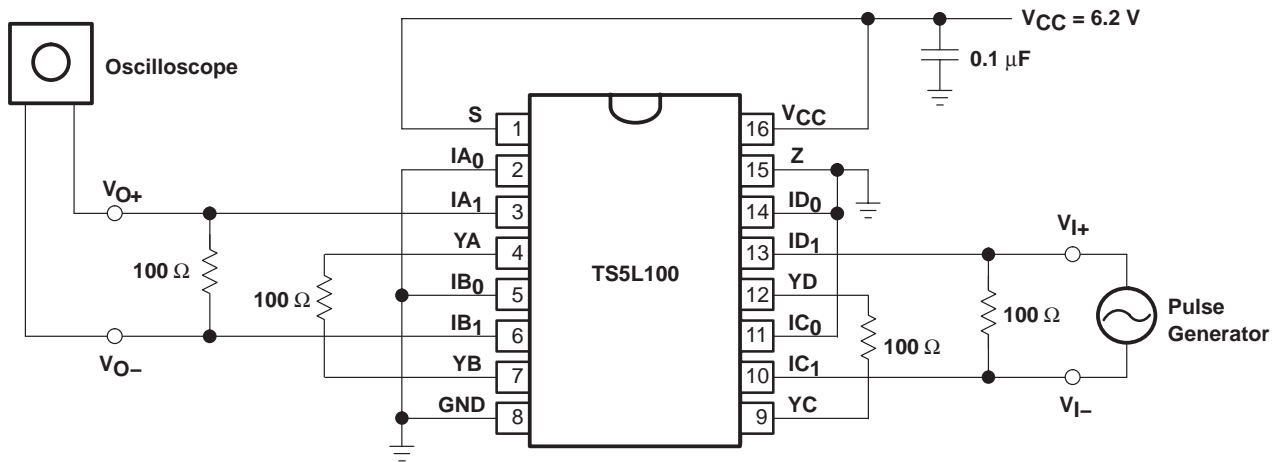 VCC = 6.2 V
0.1 μF
Oscilloscope
S
1
16
VCC
IA0
2
15
Z
VO+
IA1
3
14
ID0
VI+
100 Ω
YA
4
TS5L100
13
ID1
100 Ω
IB0
5
12
YD
100 Ω
Pulse
Generator
IB1
6
11
IC0
100 Ω
VO−
YB
7
10
IC1
VI−
GND
8
9
YC